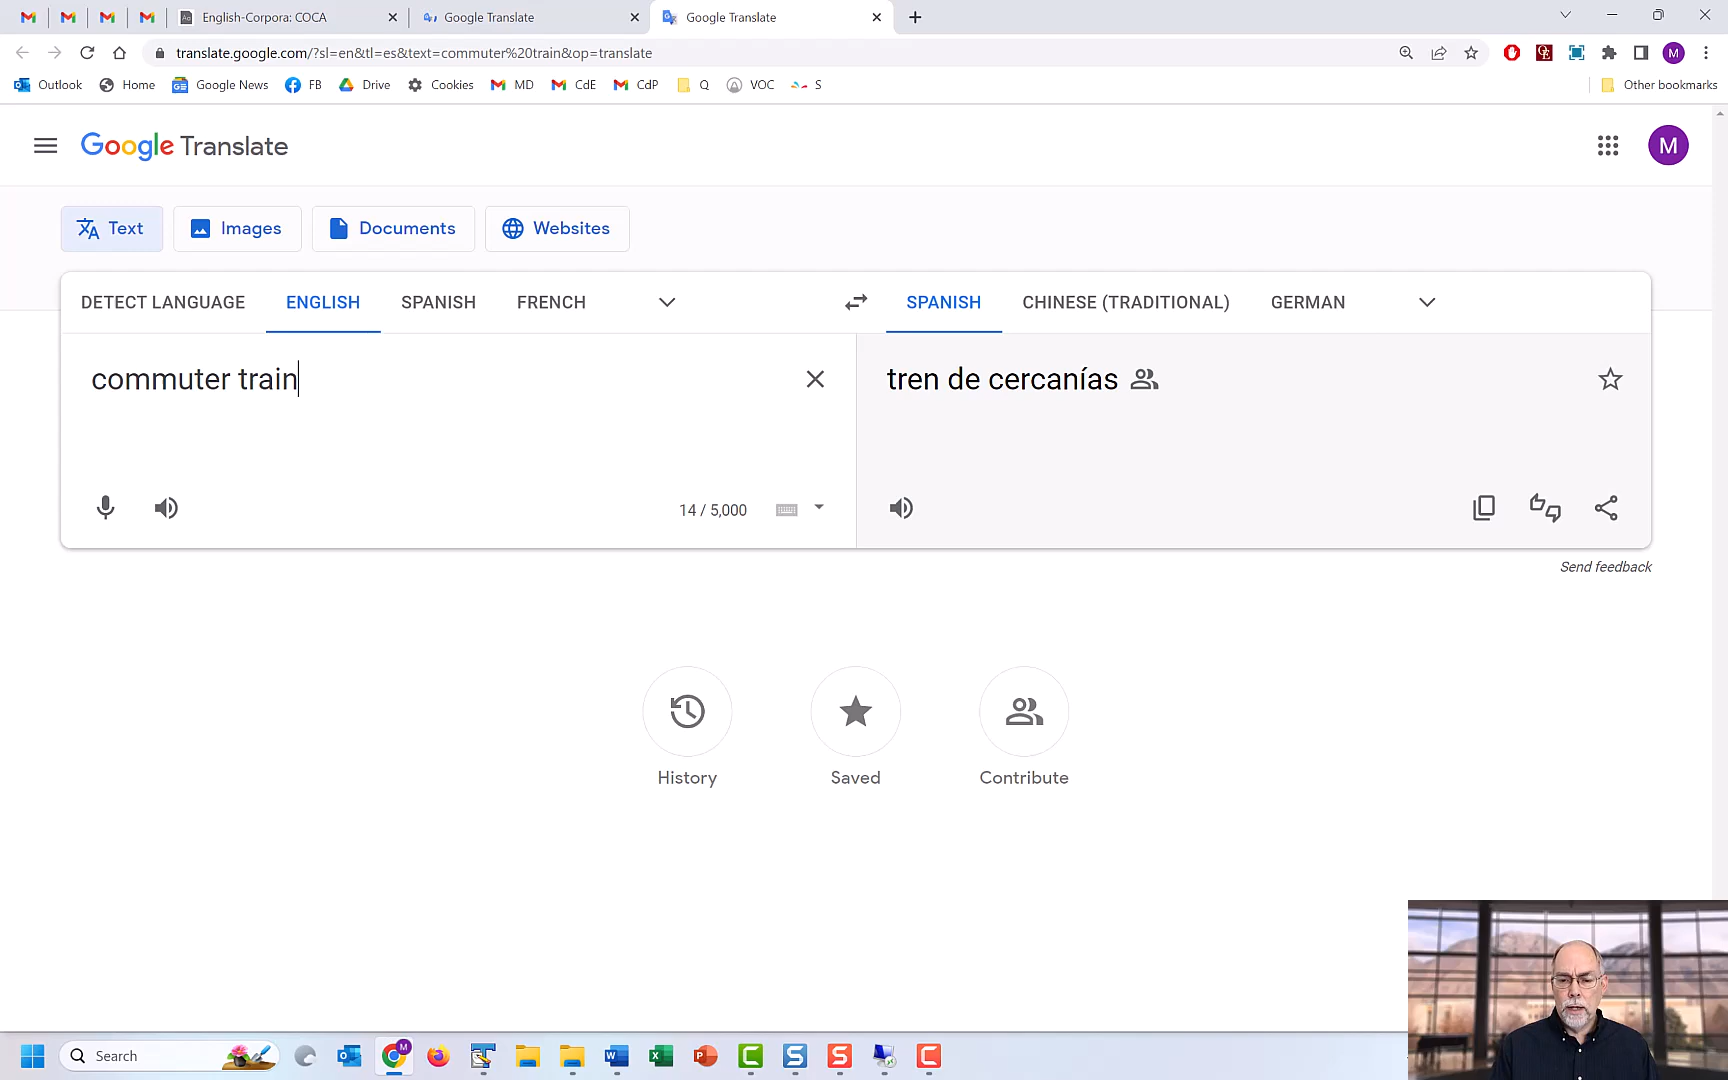 English-Corpora: COCA
Google Translate
Google Translate
translate.google.com/?sl=en&tl=es&text=commuter%20train&op=translate
Outlook
Home
Google News
FB
Drive
Cookies
MD
CdE
CdP
Q
VOC
S
Other bookmarks
Google Translate
M
Text
Images
Documents
Websites
DETECT LANGUAGE
ENGLISH
SPANISH
FRENCH
SPANISH
CHINESE (TRADITIONAL)
GERMAN
commuter train
tren de cercanías
14 / 5,000
Send feedback
History
Saved
Contribute
Search